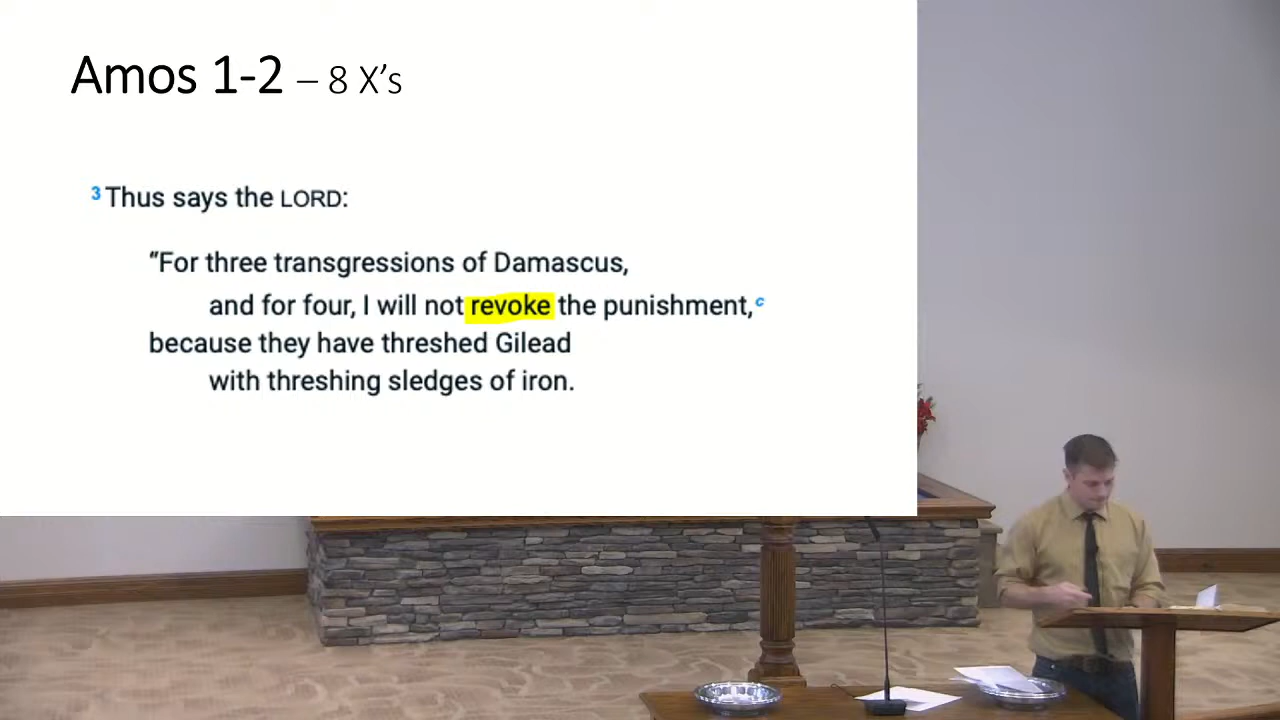 Amos 1-2 – 8 X’s
3 Thus says the LORD:
“For three transgressions of Damascus,
and for four, I will not revoke the punishment,c
because they have threshed Gilead
with threshing sledges of iron.